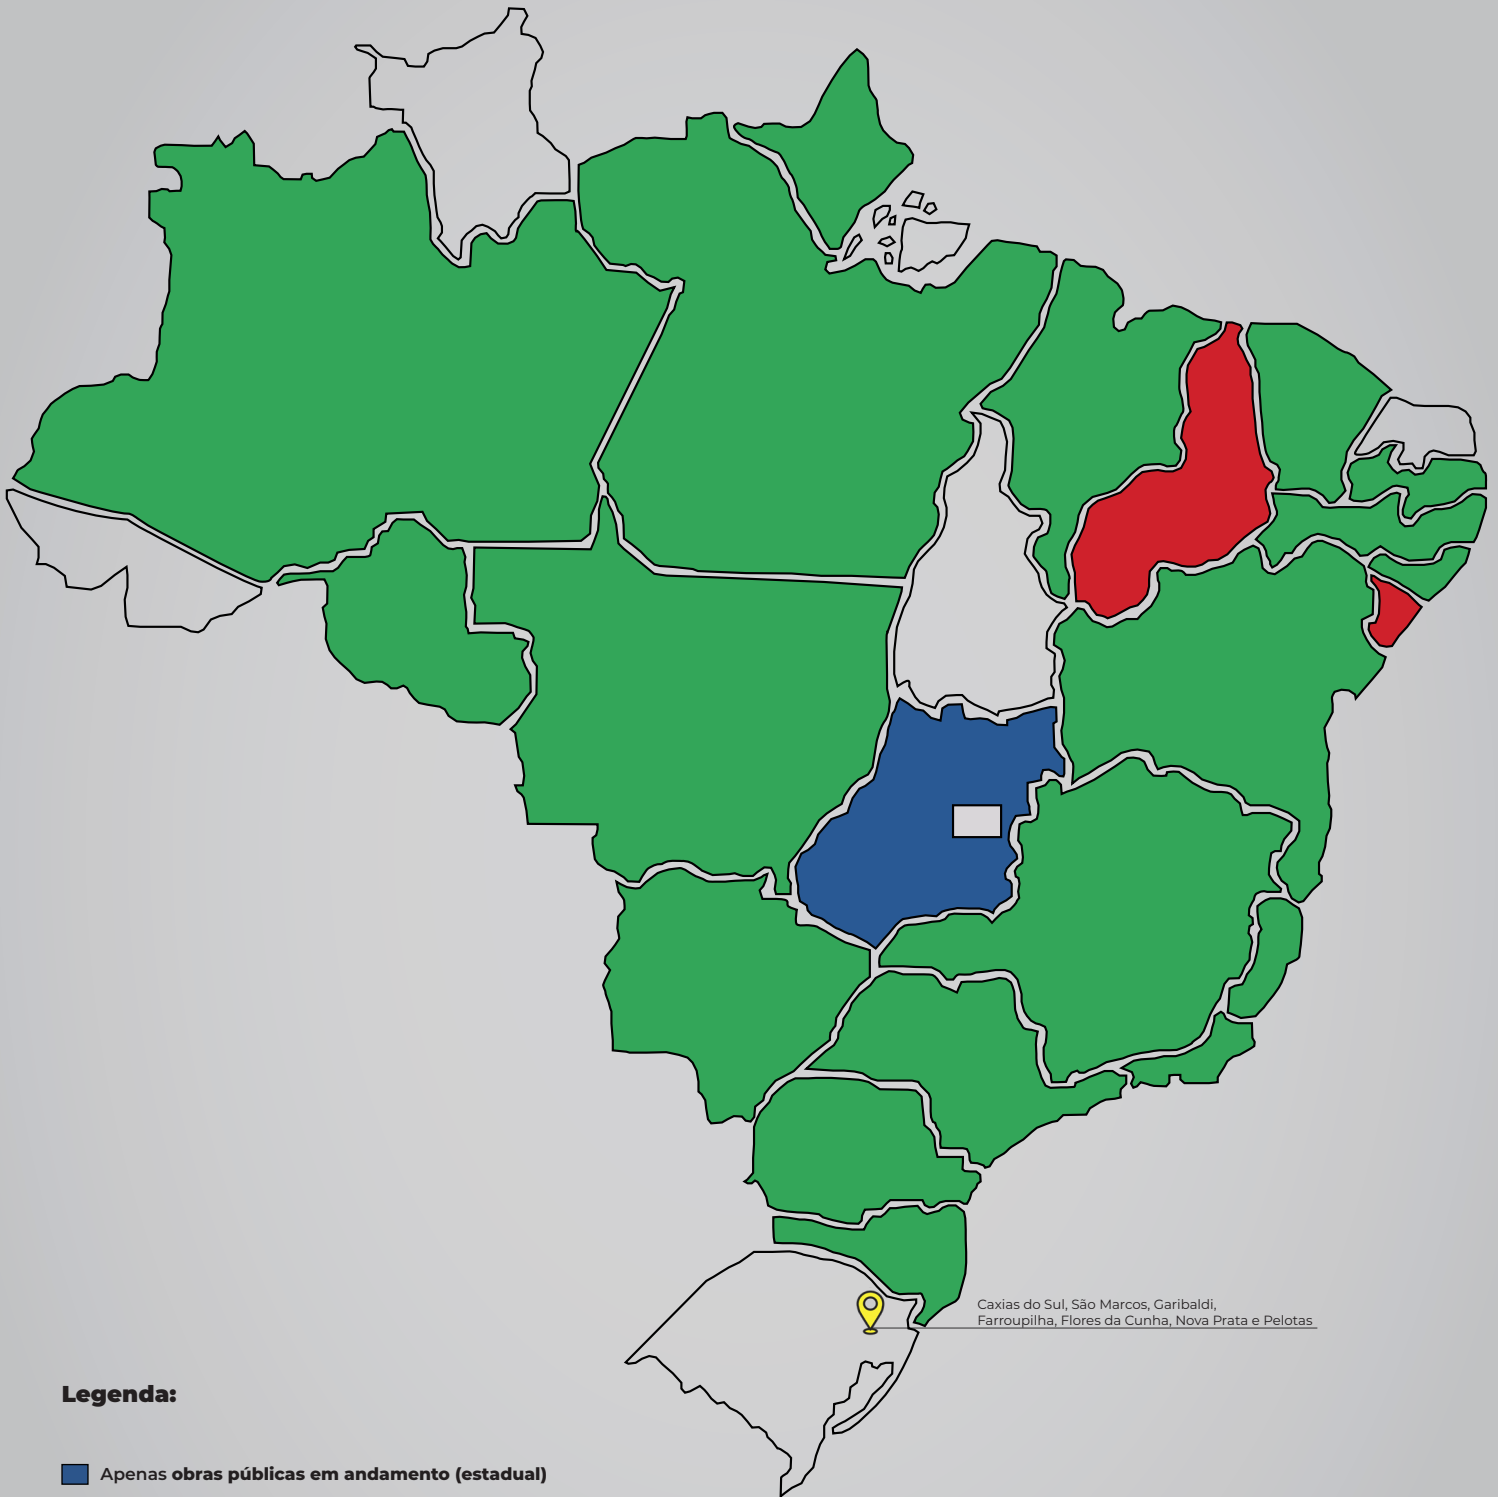 Caxias do Sul, São Marcos, Garibaldi,
Farroupilha, Flores da Cunha, Nova Prata e Pelotas
Legenda:
Apenas obras públicas em andamento (estadual)